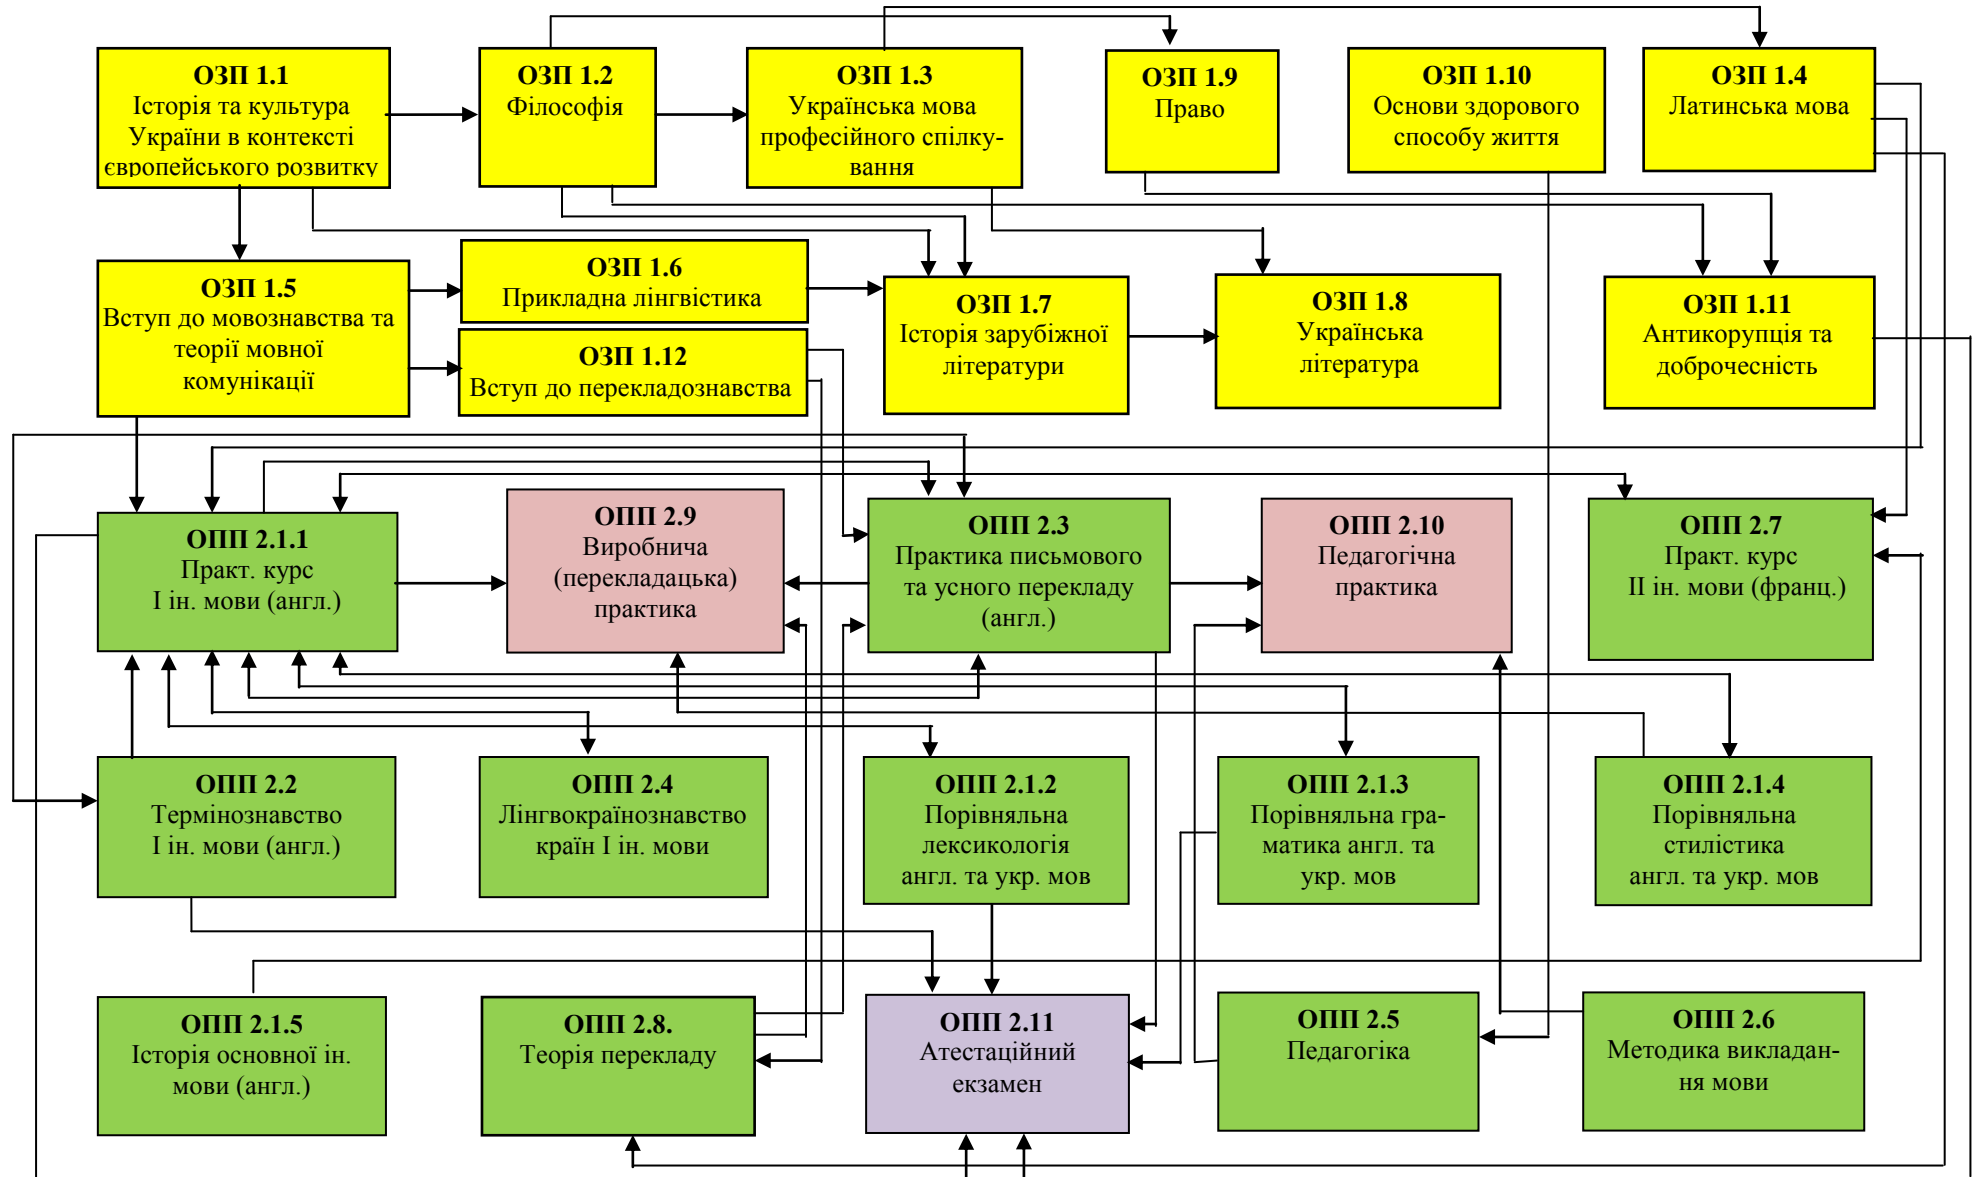 ОЗП 1.1
Історія та культура
України в контексті
європейського розвитку
ОЗП 1.2
Філософія
ОЗП 1.3
Українська мова
професійного спілку-
вання
ОЗП 1.9
Право
ОЗП 1.10
Основи здорового
способу життя
ОЗП 1.4
Латинська мова
ОЗП 1.5
Вступ до мовознавства та
теорії мовної
комунікації
ОЗП 1.6
Прикладна лінгвістика
ОЗП 1.12
Вступ до перекладознавства
ОЗП 1.7
Історія зарубіжної
літератури
ОЗП 1.8
Українська
література
ОЗП 1.11
Антикорупція та
доброчесність
ОПП 2.1.1
Практ. курс
І ін. мови (англ.)
ОПП 2.9
Виробнича
(перекладацька)
практика
ОПП 2.3
Практика письмового
та усного перекладу
(англ.)
ОПП 2.10
Педагогічна
практика
ОПП 2.7
Практ. курс
ІІ ін. мови (франц.)
ОПП 2.2
Термінознавство
І ін. мови (англ.)
ОПП 2.4
Лінгвокраїнознавство
країн І ін. мови
ОПП 2.1.2
Порівняльна
лексикологія
англ. та укр. мов
ОПП 2.1.3
Порівняльна гра-
матика англ. та
укр. мов
ОПП 2.1.4
Порівняльна
стилістика
англ. та укр. мов
ОПП 2.1.5
Історія основної ін.
мови (англ.)
ОПП 2.8.
Теорія перекладу
ОПП 2.11
Атестаційний
екзамен
ОПП 2.5
Педагогіка
ОПП 2.6
Методика викладан-
ня мови